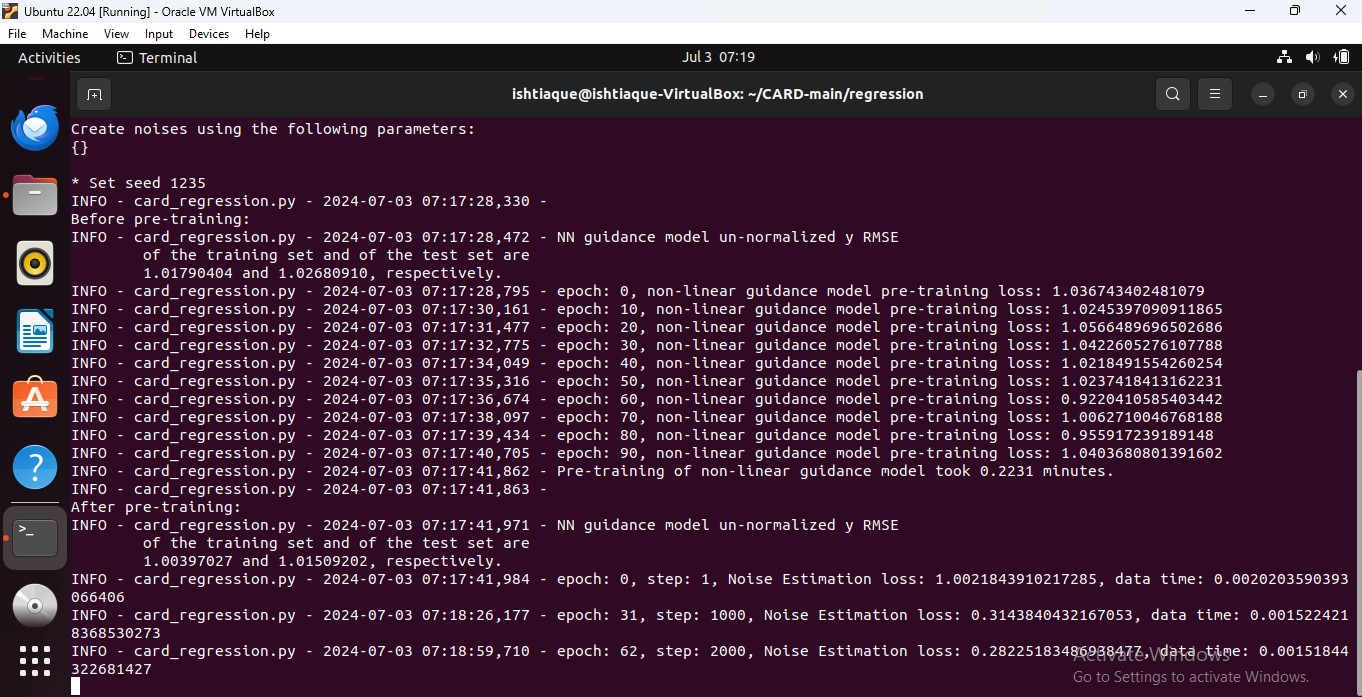 Ubuntu 22.04 [Running] - Oracle VM VirtualBox
File Machine View Input Devices Help
Activities Terminal Jul 3 07:19
ishtiaque@ishtiaque-VirtualBox: ~/CARD-main/regression
Create noises using the following parameters:
{}
* Set seed 1235
INFO - card_regression.py - 2024-07-03 07:17:28,330 -
Before pre-training:
INFO - card_regression.py - 2024-07-03 07:17:28,472 - NN guidance model un-normalized y RMSE
of the training set and of the test set are
1.01790404 and 1.02680910, respectively.
INFO - card_regression.py - 2024-07-03 07:17:28,795 - epoch: 0, non-linear guidance model pre-training loss: 1.036743402481079
INFO - card_regression.py - 2024-07-03 07:17:30,161 - epoch: 10, non-linear guidance model pre-training loss: 1.0245397090911865
INFO - card_regression.py - 2024-07-03 07:17:31,477 - epoch: 20, non-linear guidance model pre-training loss: 1.0566489696502686
INFO - card_regression.py - 2024-07-03 07:17:32,775 - epoch: 30, non-linear guidance model pre-training loss: 1.0422605276107788
INFO - card_regression.py - 2024-07-03 07:17:34,049 - epoch: 40, non-linear guidance model pre-training loss: 1.0218491554260254
INFO - card_regression.py - 2024-07-03 07:17:35,316 - epoch: 50, non-linear guidance model pre-training loss: 1.0237418413162231
INFO - card_regression.py - 2024-07-03 07:17:36,674 - epoch: 60, non-linear guidance model pre-training loss: 0.9220410585403442
INFO - card_regression.py - 2024-07-03 07:17:38,097 - epoch: 70, non-linear guidance model pre-training loss: 1.0062710046768188
INFO - card_regression.py - 2024-07-03 07:17:39,434 - epoch: 80, non-linear guidance model pre-training loss: 0.955917239189148
INFO - card_regression.py - 2024-07-03 07:17:40,705 - epoch: 90, non-linear guidance model pre-training loss: 1.0403680801391602
INFO - card_regression.py - 2024-07-03 07:17:41,862 - Pre-training of non-linear guidance model took 0.2231 minutes.
INFO - card_regression.py - 2024-07-03 07:17:41,863 -
After pre-training:
INFO - card_regression.py - 2024-07-03 07:17:41,971 - NN guidance model un-normalized y RMSE
of the training set and of the test set are
1.00397027 and 1.01509202, respectively.
INFO - card_regression.py - 2024-07-03 07:17:41,984 - epoch: 0, step: 1, Noise Estimation loss: 1.0021843910217285, data time: 0.0020203590393
066406
INFO - card_regression.py - 2024-07-03 07:18:26,177 - epoch: 31, step: 1000, Noise Estimation loss: 0.3143840432167053, data time: 0.001522421
8368530273
INFO - card_regression.py - 2024-07-03 07:18:59,710 - epoch: 62, step: 2000, Noise Estimation loss: 0.28225183486938477, data time: 0.00151844
322681427
Activate Windows
Go to Settings to activate Windows.